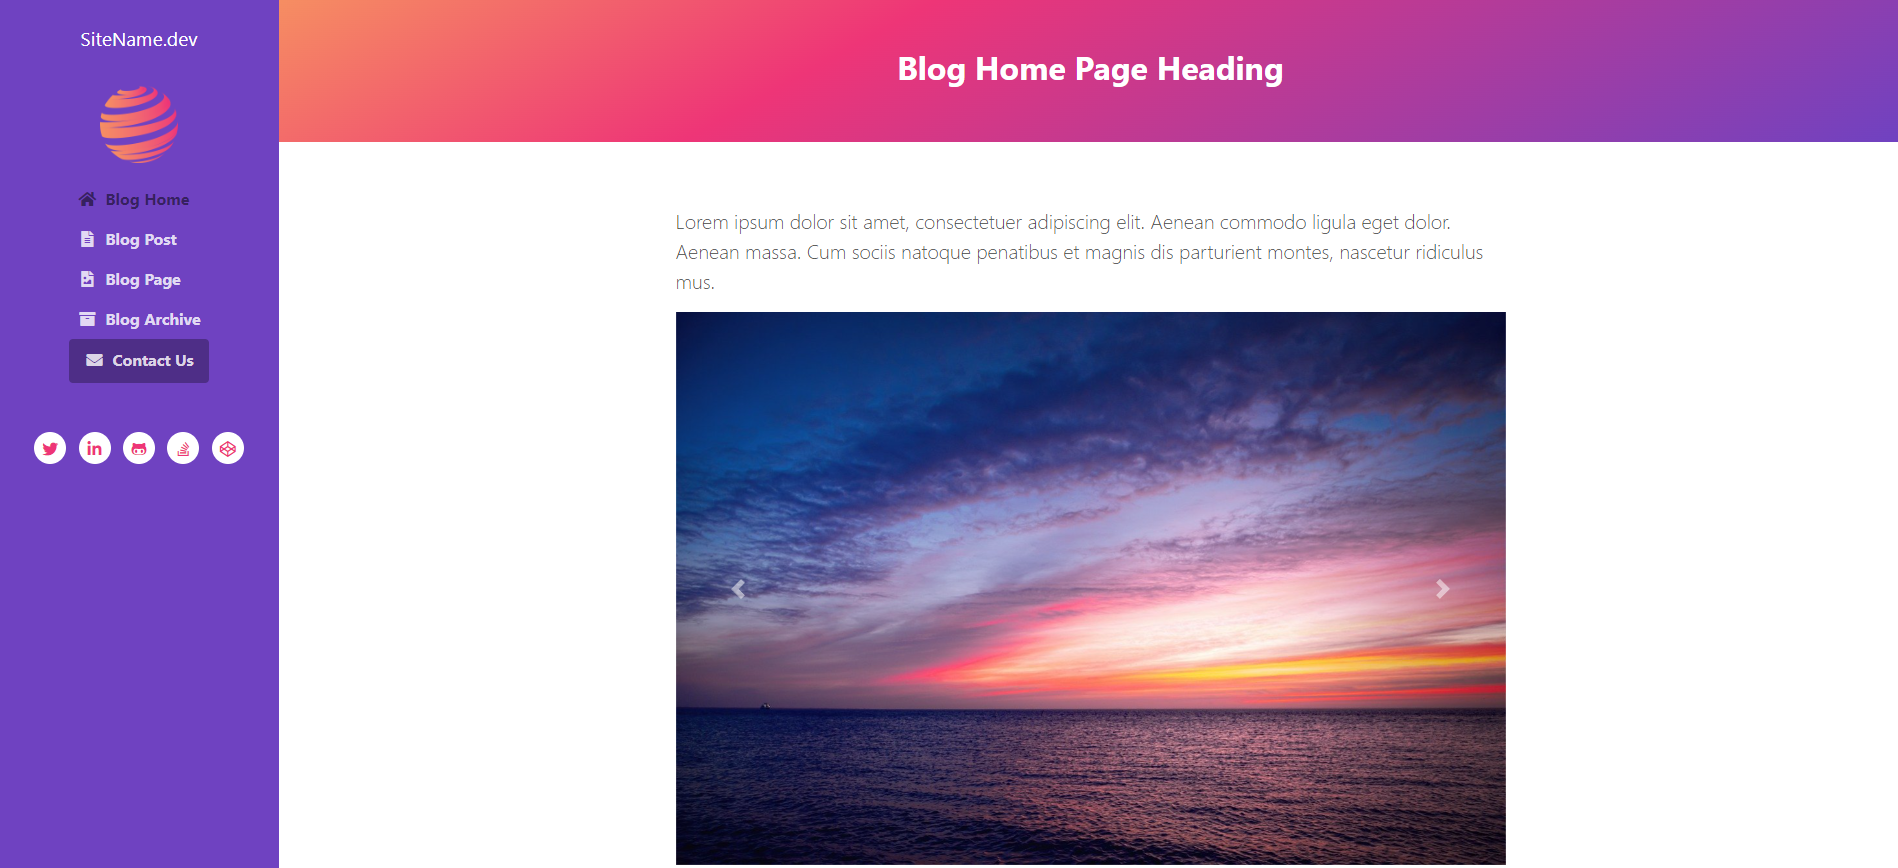 SiteName.dev
Blog Home
Blog Post
Blog Page
Blog Archive
Contact Us
Blog Home Page Heading
Lorem ipsum dolor sit amet, consectetuer adipiscing elit. Aenean commodo ligula eget dolor.
Aenean massa. Cum sociis natoque penatibus et magnis dis parturient montes, nascetur ridiculus
mus.